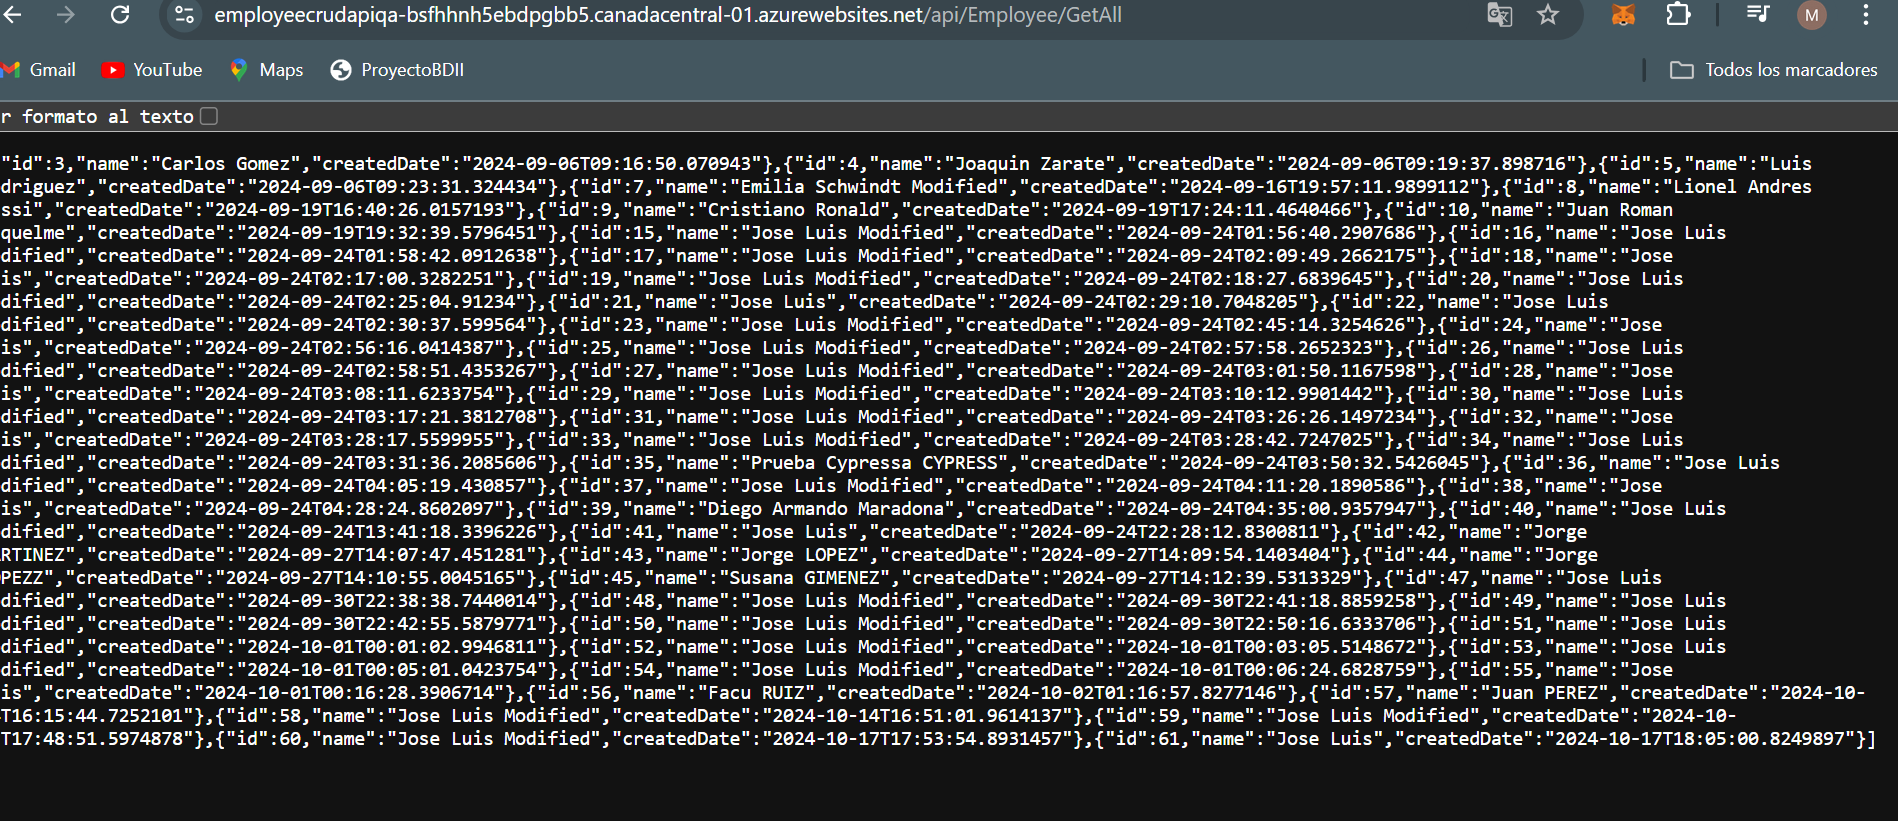 employeecrudapiqa-bsfhhnh5ebdpgbb5.canadacentral-01.azurewebsites.net/api/Employee/GetAll
M
Gmail YouTube Maps ProyectoBDII Todos los marcadores
r formato al texto
"id":3,"name":"Carlos Gomez","createdDate":"2024-09-06T09:16:50.070943"},{"id":4,"name":"Joaquin Zarate","createdDate":"2024-09-06T09:19:37.898716"},{"id":5,"name":"Luis
driguez","createdDate":"2024-09-06T09:23:31.324434"},{"id":7,"name":"Emilia Schwindt Modified","createdDate":"2024-09-16T19:57:11.9899112"},{"id":8,"name":"Lionel Andres
ssi","createdDate":"2024-09-19T16:40:26.0157193"},{"id":9,"name":"Cristiano Ronald","createdDate":"2024-09-19T17:24:11.4640466"},{"id":10,"name":"Juan Roman
quelme","createdDate":"2024-09-19T19:32:39.5796451"},{"id":15,"name":"Jose Luis Modified","createdDate":"2024-09-24T01:56:40.2907686"},{"id":16,"name":"Jose Luis
dified","createdDate":"2024-09-24T01:58:42.0912638"},{"id":17,"name":"Jose Luis Modified","createdDate":"2024-09-24T02:09:49.2662175"},{"id":18,"name":"Jose
is","createdDate":"2024-09-24T02:17:00.3282251"},{"id":19,"name":"Jose Luis Modified","createdDate":"2024-09-24T02:18:27.6839645"},{"id":20,"name":"Jose Luis
dified","createdDate":"2024-09-24T02:25:04.91234"},{"id":21,"name":"Jose Luis","createdDate":"2024-09-24T02:29:10.7048205"},{"id":22,"name":"Jose Luis
dified","createdDate":"2024-09-24T02:30:37.599564"},{"id":23,"name":"Jose Luis Modified","createdDate":"2024-09-24T02:45:14.3254626"},{"id":24,"name":"Jose
is","createdDate":"2024-09-24T02:56:16.0414387"},{"id":25,"name":"Jose Luis Modified","createdDate":"2024-09-24T02:57:58.2652323"},{"id":26,"name":"Jose Luis
dified","createdDate":"2024-09-24T02:58:51.4353267"},{"id":27,"name":"Jose Luis Modified","createdDate":"2024-09-24T03:01:50.1167598"},{"id":28,"name":"Jose
is","createdDate":"2024-09-24T03:08:11.6233754"},{"id":29,"name":"Jose Luis Modified","createdDate":"2024-09-24T03:10:12.9901442"},{"id":30,"name":"Jose Luis
dified","createdDate":"2024-09-24T03:17:21.3812708"},{"id":31,"name":"Jose Luis Modified","createdDate":"2024-09-24T03:26:26.1497234"},{"id":32,"name":"Jose
is","createdDate":"2024-09-24T03:28:17.5599955"},{"id":33,"name":"Jose Luis Modified","createdDate":"2024-09-24T03:28:42.7247025"},{"id":34,"name":"Jose Luis
dified","createdDate":"2024-09-24T03:31:36.2085606"},{"id":35,"name":"Prueba Cypressa CYPRESS","createdDate":"2024-09-24T03:50:32.5426045"},{"id":36,"name":"Jose Luis
dified","createdDate":"2024-09-24T04:05:19.430857"},{"id":37,"name":"Jose Luis Modified","createdDate":"2024-09-24T04:11:20.1890586"},{"id":38,"name":"Jose
is","createdDate":"2024-09-24T04:28:24.8602097"},{"id":39,"name":"Diego Armando Maradona","createdDate":"2024-09-24T04:35:00.9357947"},{"id":40,"name":"Jose Luis
dified","createdDate":"2024-09-24T13:41:18.3396226"},{"id":41,"name":"Jose Luis","createdDate":"2024-09-24T22:28:12.8300811"},{"id":42,"name":"Jorge
ARTINEZ","createdDate":"2024-09-27T14:07:47.451281"},{"id":43,"name":"Jorge LOPEZ","createdDate":"2024-09-27T14:09:54.1403404"},{"id":44,"name":"Jorge
OPEZZ","createdDate":"2024-09-27T14:10:55.0045165"},{"id":45,"name":"Susana GIMENEZ","createdDate":"2024-09-27T14:12:39.5313329"},{"id":47,"name":"Jose Luis
dified","createdDate":"2024-09-30T22:38:38.7440014"},{"id":48,"name":"Jose Luis Modified","createdDate":"2024-09-30T22:41:18.8859258"},{"id":49,"name":"Jose Luis
dified","createdDate":"2024-09-30T22:42:55.5879771"},{"id":50,"name":"Jose Luis Modified","createdDate":"2024-09-30T22:50:16.6333706"},{"id":51,"name":"Jose Luis
dified","createdDate":"2024-10-01T00:01:02.9946811"},{"id":52,"name":"Jose Luis Modified","createdDate":"2024-10-01T00:03:05.5148672"},{"id":53,"name":"Jose Luis
dified","createdDate":"2024-10-01T00:05:01.0423754"},{"id":54,"name":"Jose Luis Modified","createdDate":"2024-10-01T00:06:24.6828759"},{"id":55,"name":"Jose
is","createdDate":"2024-10-01T00:16:28.3906714"},{"id":56,"name":"Facu RUIZ","createdDate":"2024-10-02T01:16:57.8277146"},{"id":57,"name":"Juan PEREZ","createdDate":"2024-10-
T16:15:44.7252101"},{"id":58,"name":"Jose Luis Modified","createdDate":"2024-10-14T16:51:01.9614137"},{"id":59,"name":"Jose Luis Modified","createdDate":"2024-10-
T17:48:51.5974878"},{"id":60,"name":"Jose Luis Modified","createdDate":"2024-10-17T17:53:54.8931457"},{"id":61,"name":"Jose Luis","createdDate":"2024-10-17T18:05:00.8249897"}]